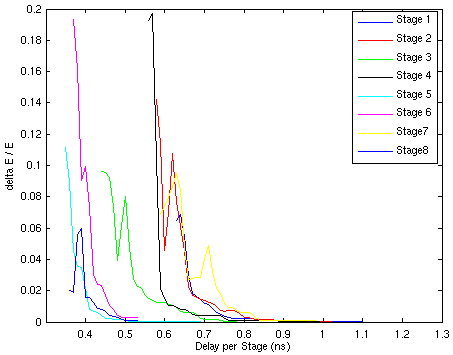 0.2
0.18
0.16
0.14
0.12
0.1
0.08
0.06
0.04
0.02
0
delta E / E
0.4
0.5
0.6
0.7
0.8
0.9
1
1.1
1.2
1.3
Delay per Stage (ns)
Stage 1
Stage 2
Stage 3
Stage 4
Stage 5
Stage 6
Stage7
Stage8